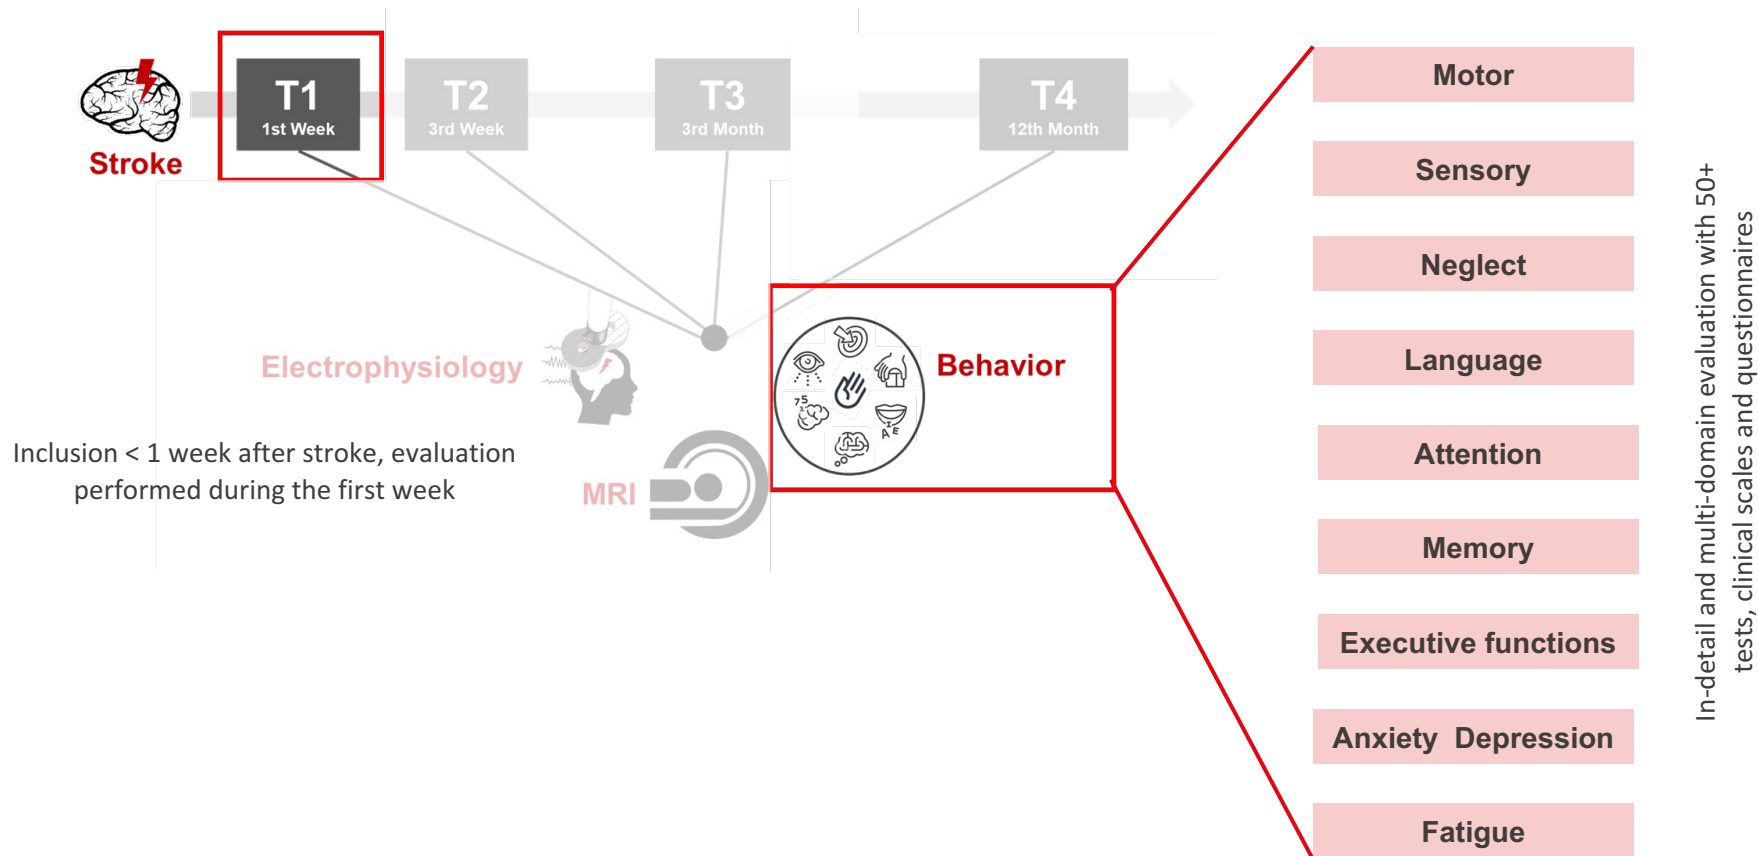 T1
1st Week
T2
3rd Week
T3
3rd Month
T4
12th Month
Stroke
Electrophysiology
MRI
Behavior
75
A E
Inclusion < 1 week after stroke, evaluation
performed during the first week
Motor
Sensory
Neglect
Language
Attention
Memory
Executive functions
Anxiety  Depression
Fatigue
In-detail and multi-domain evaluation with 50+
tests, clinical scales and questionnaires